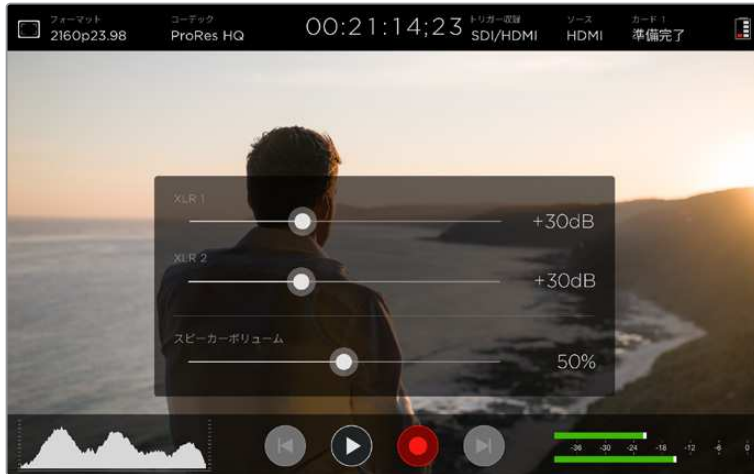 フォーマット コーデック 00:21:14;23 トリガー収録 ソース カード 1
2160p23.98 ProRes HQ SDI/HDMI HDMI 準備完了
XLR 1
+30dB
XLR 2
+30dB
スピーカーボリューム
50%
-36 -30 -24 -18 -12 -6 0